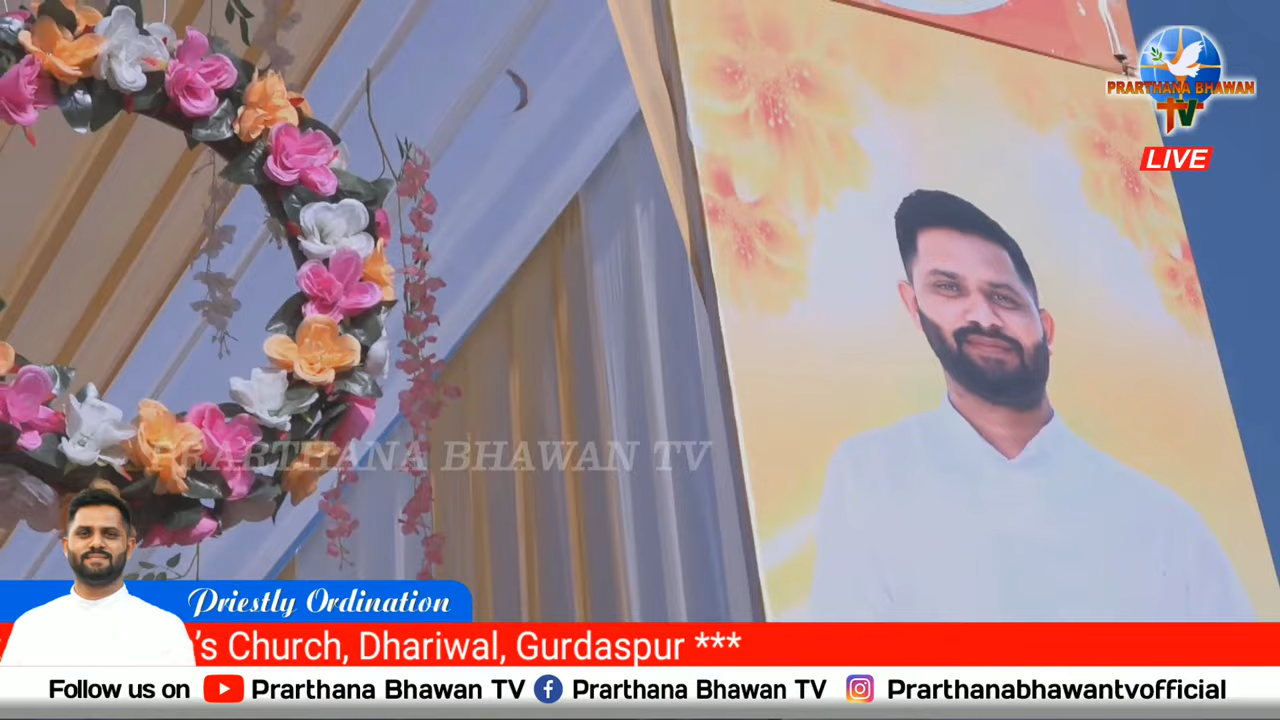 PRARTHANA BHAWAN
TV
LIVE
PRARTHANA BHAWAN TV
Priestly Ordination
's Church, Dhariwal, Gurdaspur ***
Follow us on Prarthana Bhawan TV Prarthana Bhawan TV Prarthanabhawantvofficial